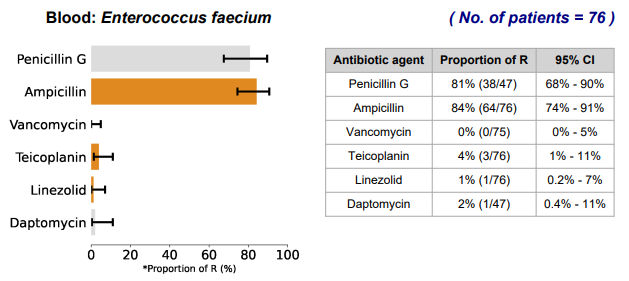 Blood: Enterococcus faecium
( No. of patients = 76 )
Penicillin G
Ampicillin
Vancomycin
Teicoplanin
Linezolid
Daptomycin
0 20 40 60 80 100
*Proportion of R (%)
Antibiotic agent Proportion of R 95% CI
Penicillin G 81% (38/47) 68% - 90%
Ampicillin 84% (64/76) 74% - 91%
Vancomycin 0% (0/75) 0% - 5%
Teicoplanin 4% (3/76) 1% - 11%
Linezolid 1% (1/76) 0.2% - 7%
Daptomycin 2% (1/47) 0.4% - 11%